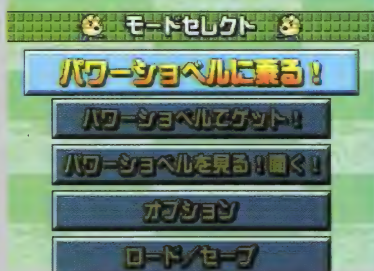 モードセレクト
パワーショベルに乗る!
パワーショベルでゲット!
パワーショベルを見る!聞く!
オプション
ロード/セーブ